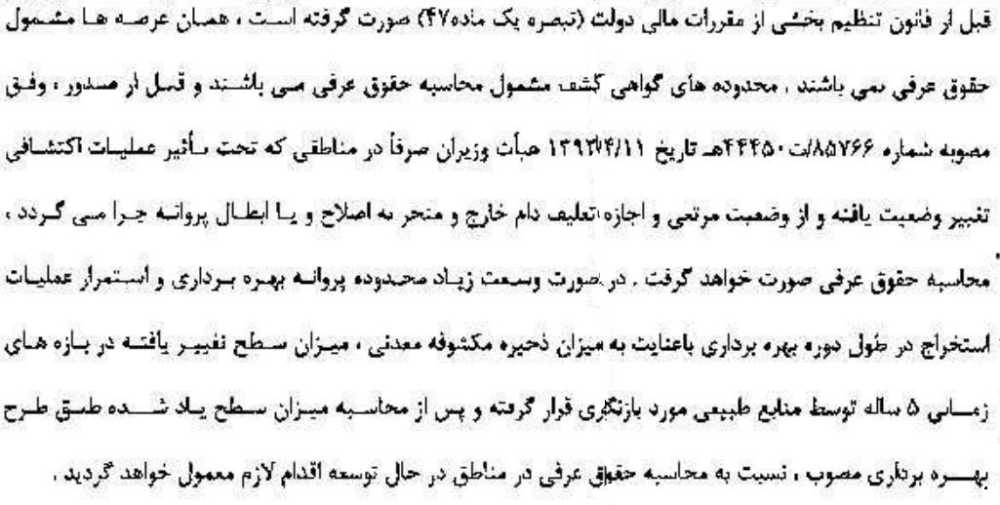 قبل از قانون تنظیم بخشی از مقررات مالی دولت (تبصره یک ماده۴۷) صورت گرفته است ، همان عرصه ها مشمول
حقوق عرفی نمی باشند . محدوده های گواهی کشف مشمول محاسبه حقوق عرفی می باشند و قبل از صدور ، وفق
مصوبه شماره ۸۵۷۶۶/ت۴۴۴۵۰هـ تاریخ ۱۳۹۳/۴/۱۱ هیأت وزیران صرفاً در مناطقی که تحت تأثیر عملیات اکتشافی
تغییر وضعیت یافته و از وضعیت مرتعی و اجازه تعلیف دام خارج و منجر به اصلاح و یا ابطال پروانه چرا می گردد ،
محاسبه حقوق عرفی صورت خواهد گرفت . در صورت وسعت زیاد محدوده پروانه بهره برداری و استمرار عملیات
استخراج در طول دوره بهره برداری باعنایت به میزان ذخیره مکشوفه معدنی ، میزان سطح تغییر یافته در بازه های
زمانی ۵ ساله توسط منابع طبیعی مورد بازنگری قرار گرفته و پس از محاسبه میزان سطح یاد شده طبق طرح
بهره برداری مصوب ، نسبت به محاسبه حقوق عرفی در مناطق در حال توسعه اقدام لازم معمول خواهد گردید .